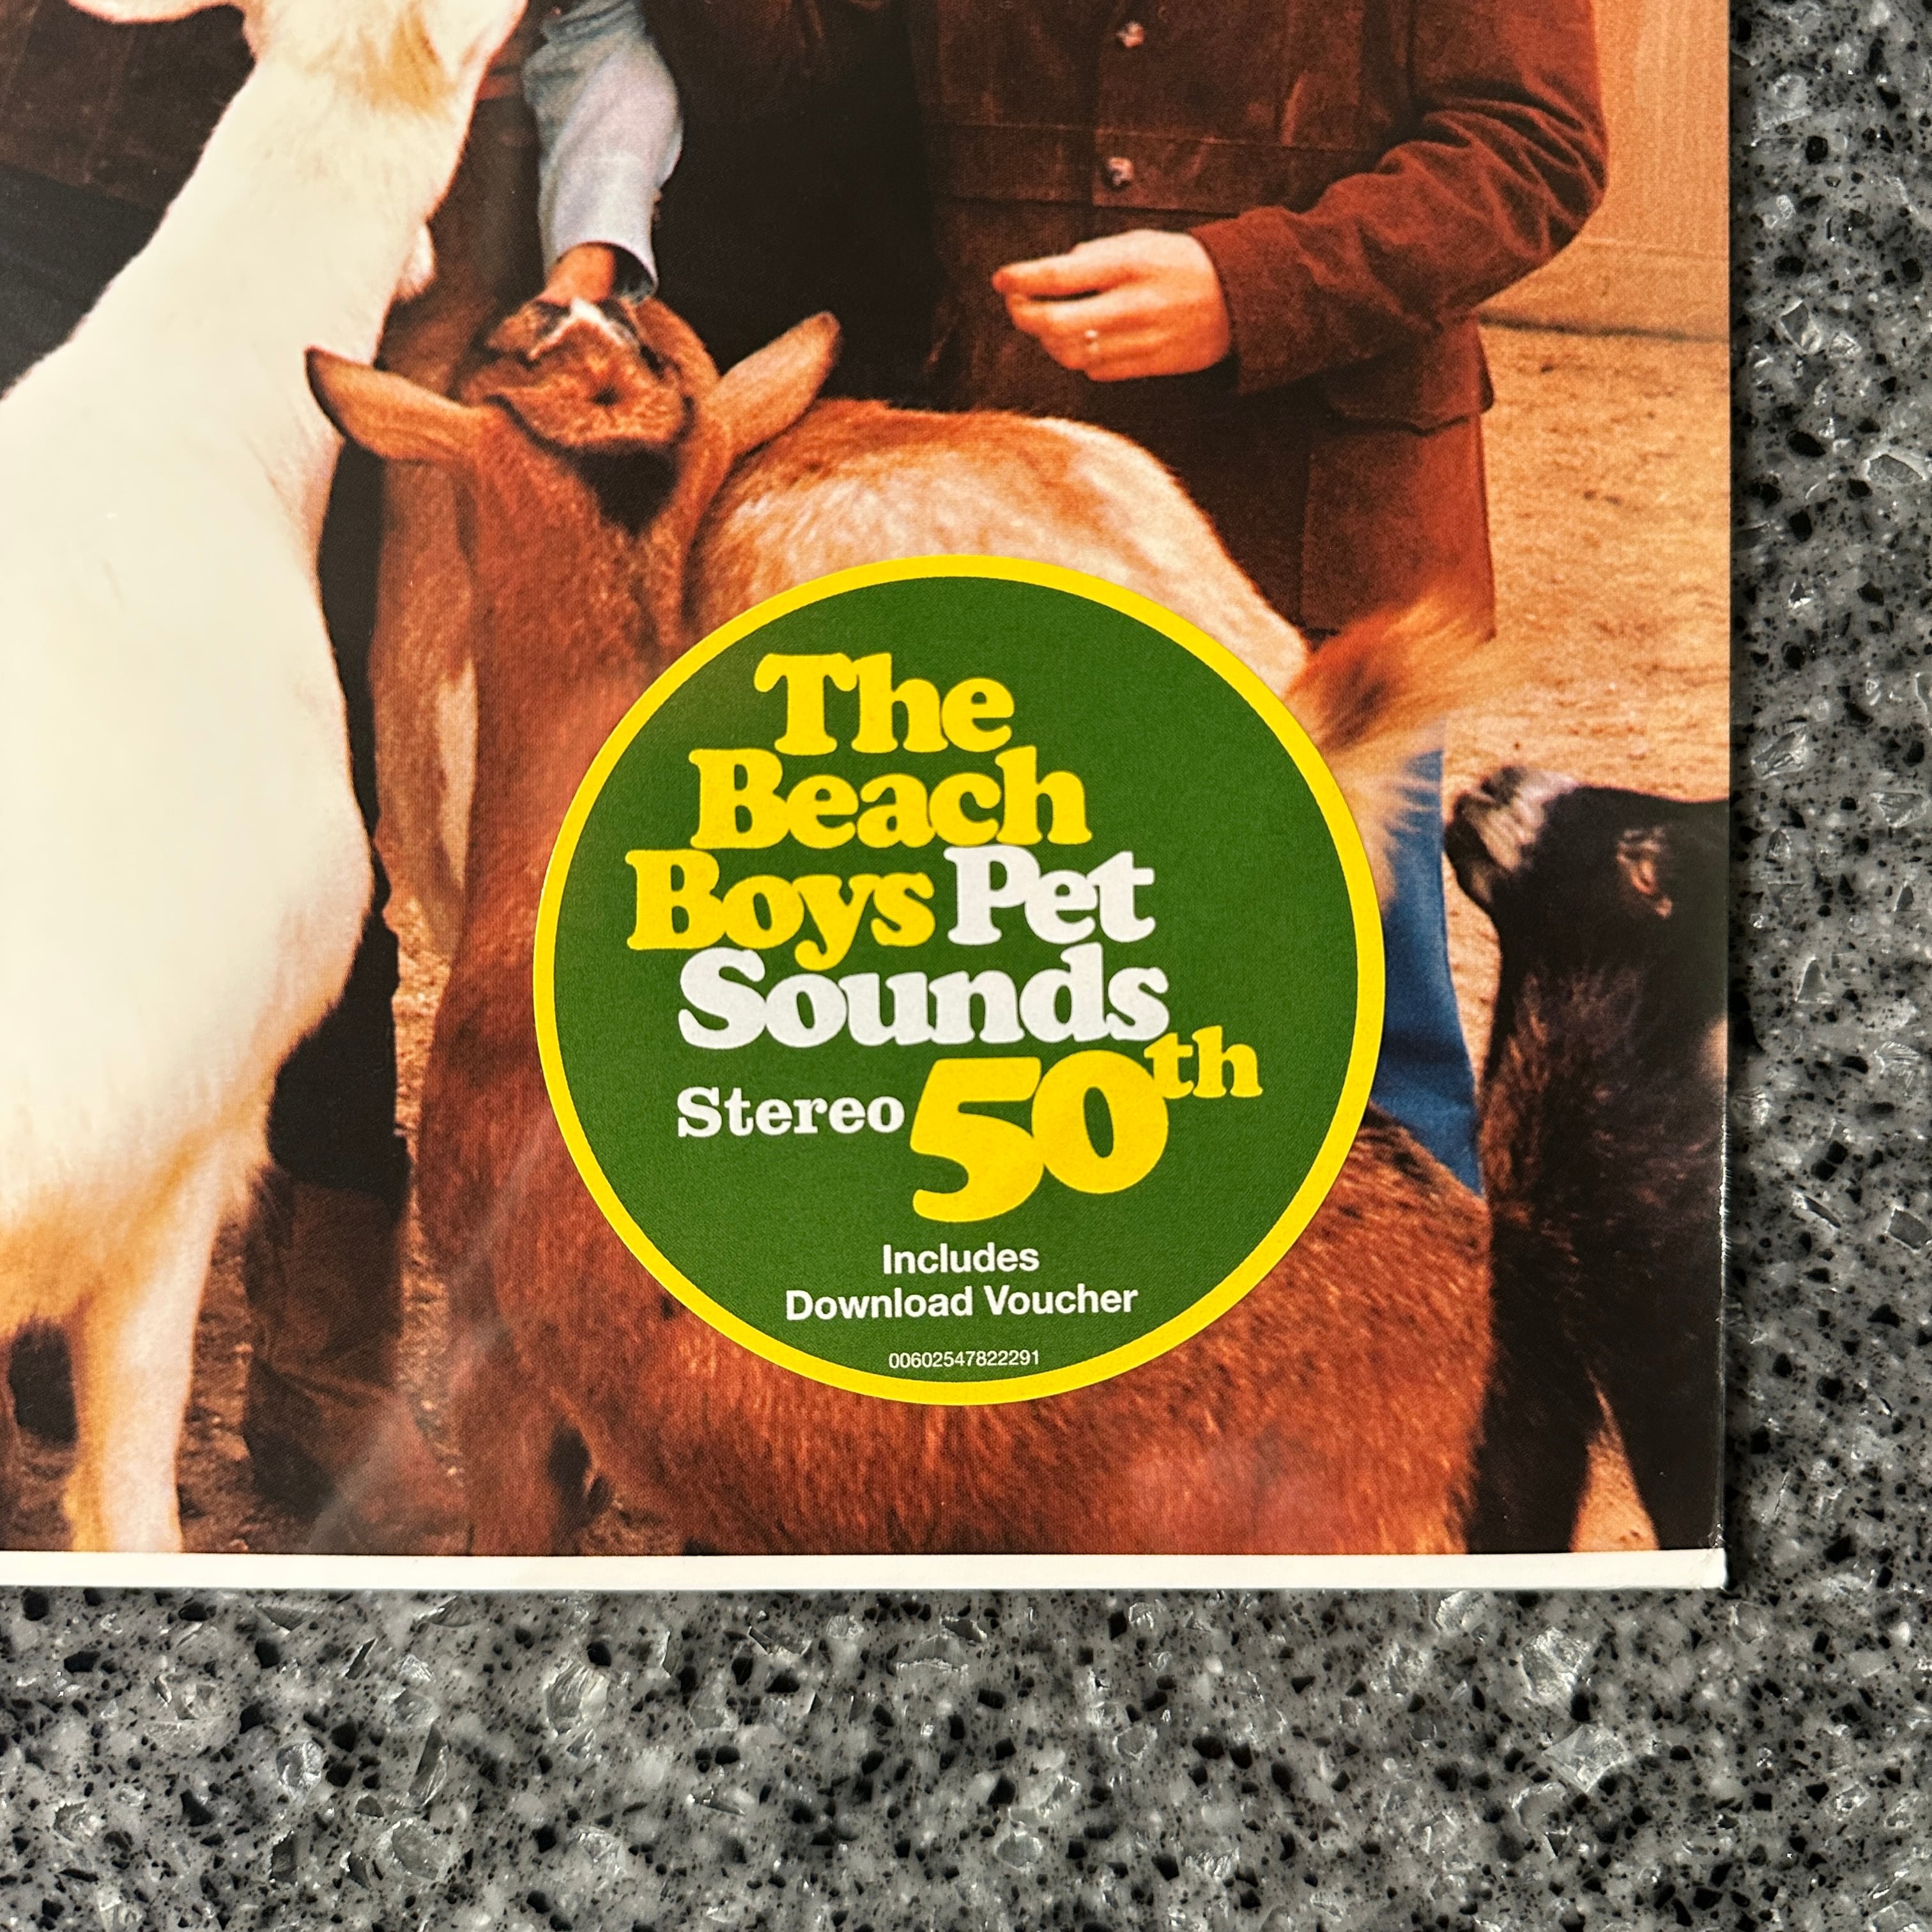 The
Beach
Boys Pet
Sounds
Stereo 50th
Includes
Download Voucher
00602547822291